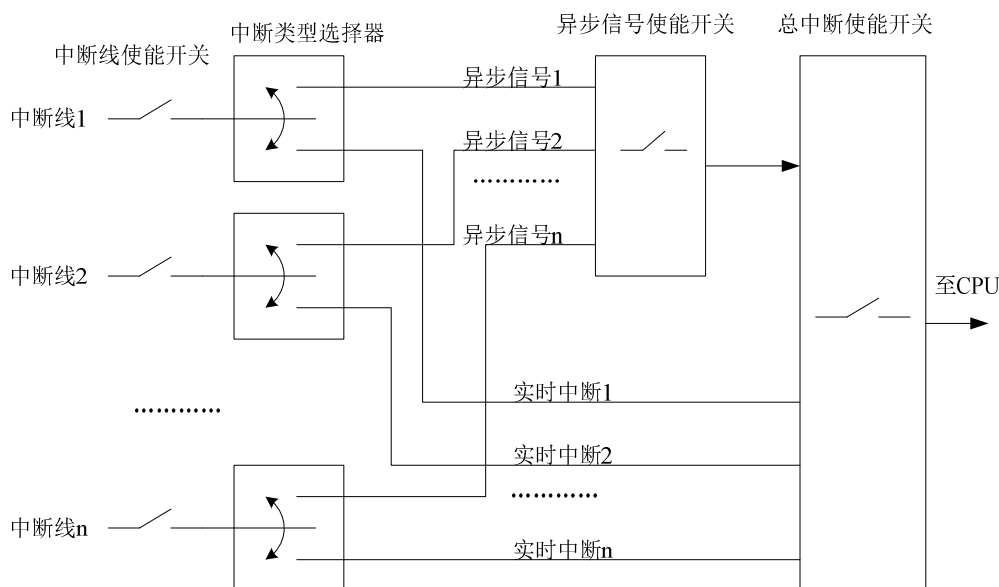 中断线使能开关
中断类型选择器
异步信号使能开关
总中断使能开关
中断线1
异步信号1
异步信号2
…………
异步信号n
中断线2
至CPU
实时中断1
…………
实时中断2
…………
中断线n
实时中断n